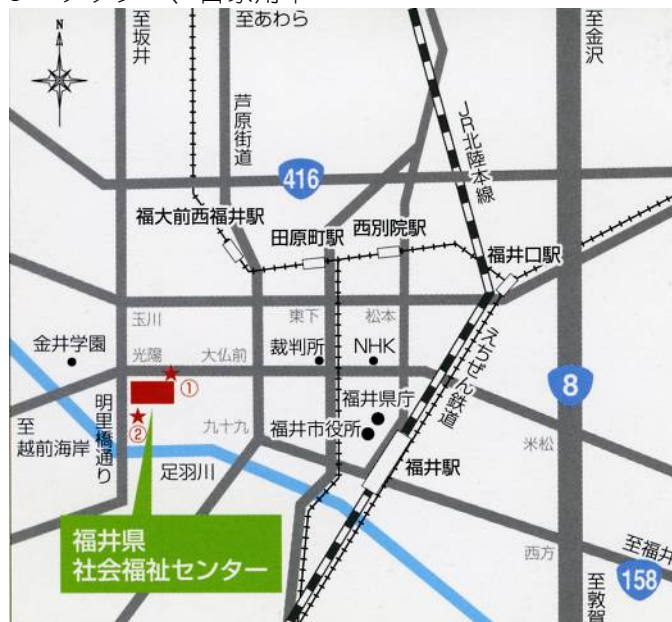 至坂井
至あわら
至金沢
N
芦原街道
JR北陸本線
416
福大前西福井駅
田原町駅
西別院駅
福井口駅
玉川
東下
松本
えちぜん鉄道
金井学園
光陽
大仏前
裁判所
NHK
①
8
明里橋通り
福井県庁
至
越前海岸
②
九十九
福井市役所
米松
足羽川
福井駅
福井県
社会福祉センター
西方
至福井
158
至敦賀